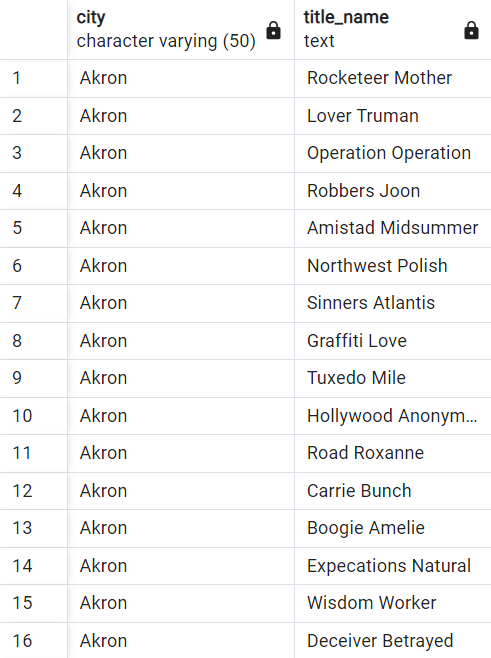 city title_name
character varying (50) text
1 Akron Rocketeer Mother
2 Akron Lover Truman
3 Akron Operation Operation
4 Akron Robbers Joon
5 Akron Amistad Midsummer
6 Akron Northwest Polish
7 Akron Sinners Atlantis
8 Akron Graffiti Love
9 Akron Tuxedo Mile
10 Akron Hollywood Anonym...
11 Akron Road Roxanne
12 Akron Carrie Bunch
13 Akron Boogie Amelie
14 Akron Expecations Natural
15 Akron Wisdom Worker
16 Akron Deceiver Betrayed